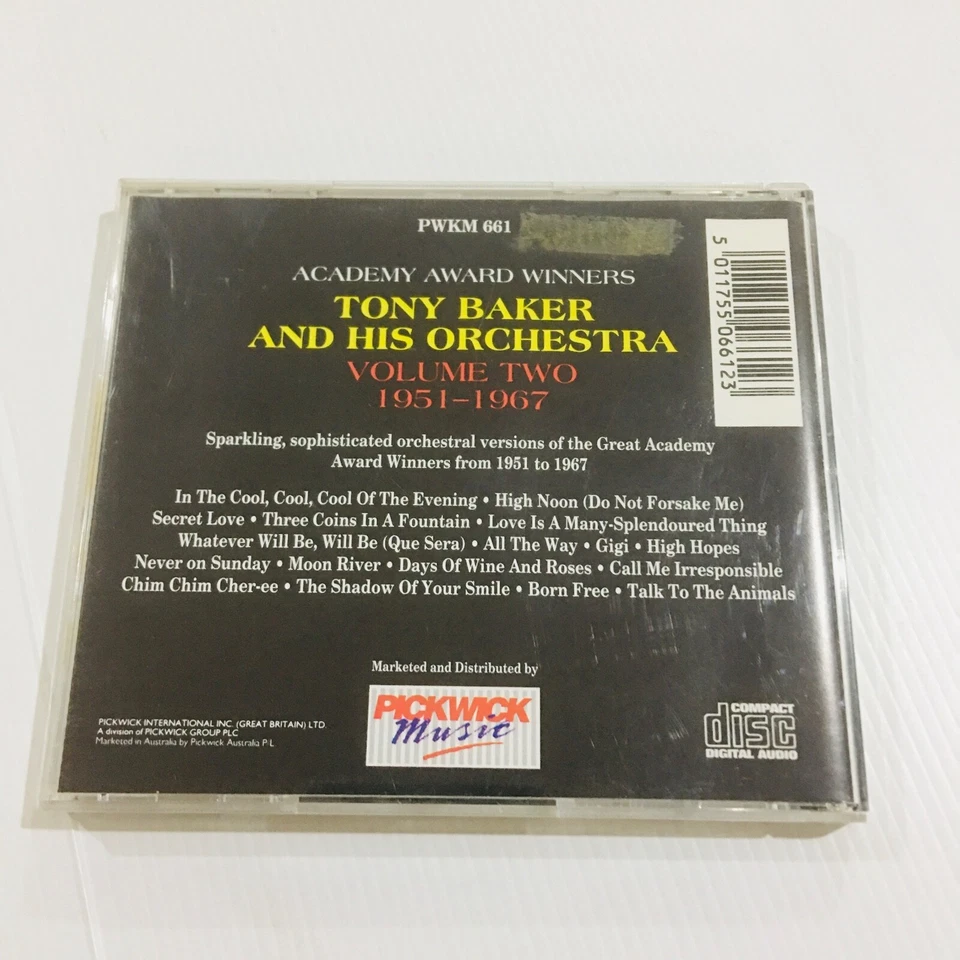 PWKM 661
ACADEMY AWARD WINNERS
TONY BAKER
AND HIS ORCHESTRA
VOLUME TWO
1951–1967
5 011755 066123
Sparkling, sophisticated orchestral versions of the Great Academy
Award Winners from 1951 to 1967
In The Cool, Cool, Cool Of The Evening • High Noon (Do Not Forsake Me)
Secret Love • Three Coins In A Fountain • Love Is A Many-Splendoured Thing
Whatever Will Be, Will Be (Que Sera) • All The Way • Gigi • High Hopes
Never on Sunday • Moon River • Days Of Wine And Roses • Call Me Irresponsible
Chim Chim Cher-ee • The Shadow Of Your Smile • Born Free • Talk To The Animals
Marketed and Distributed by
PICKWICK
Music
PICKWICK INTERNATIONAL INC. (GREAT BRITAIN) LTD.
A division of PICKWICK GROUP PLC
Marketed in Australia by Pickwick Australia P/L
COMPACT
disc
DIGITAL AUDIO